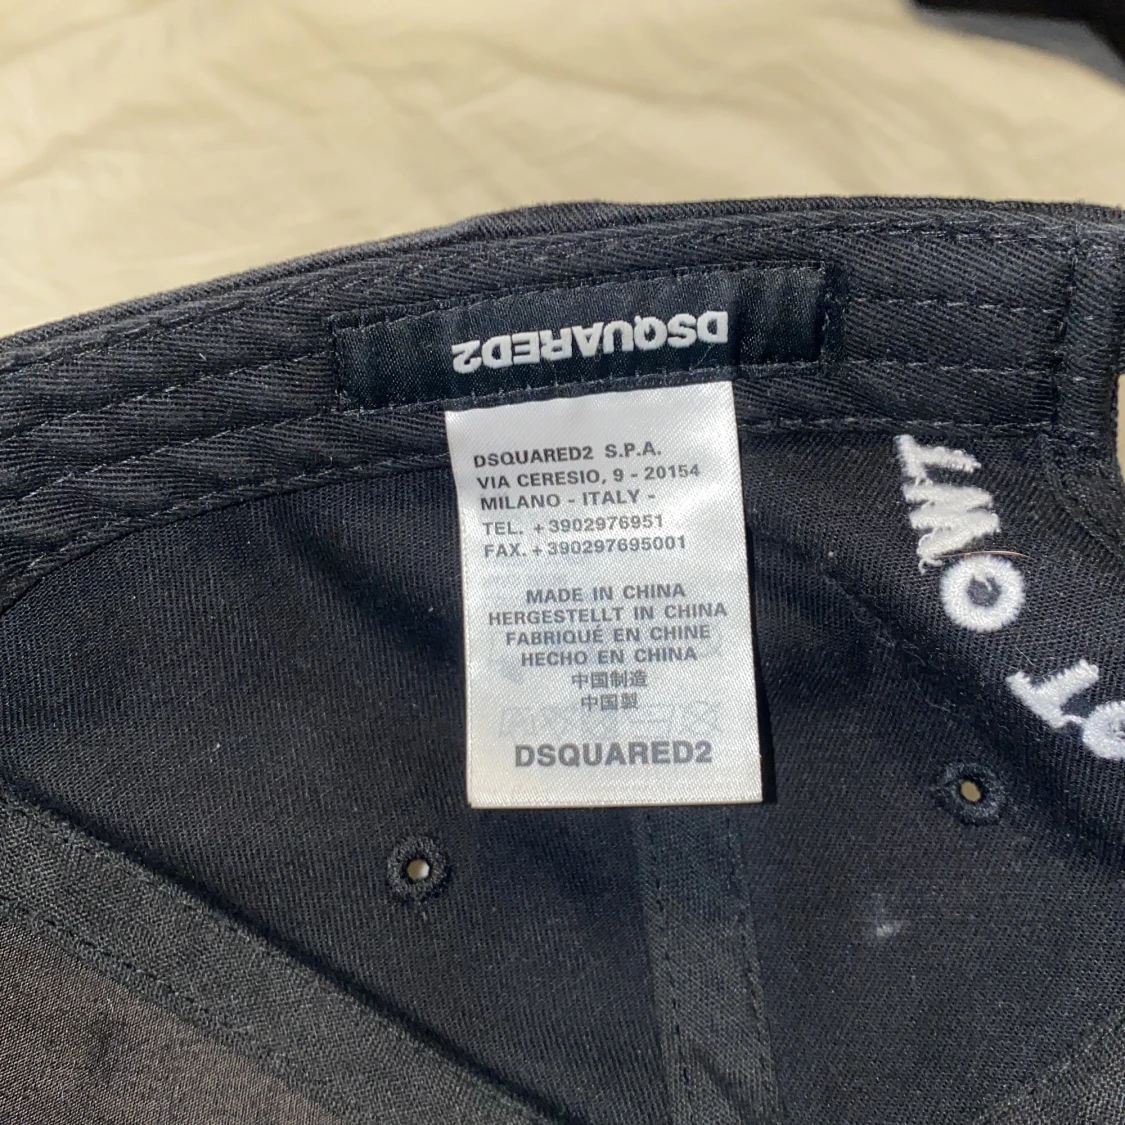 DSQUARED2
DSQUARED2 S.P.A.
VIA CERESIO, 9 - 20154
MILANO - ITALY -
TEL. +3902976951
FAX. +390297695001
MADE IN CHINA
HERGESTELLT IN CHINA
FABRIQUÉ EN CHINE
HECHO EN CHINA
中国制造
中国製
DSQUARED2